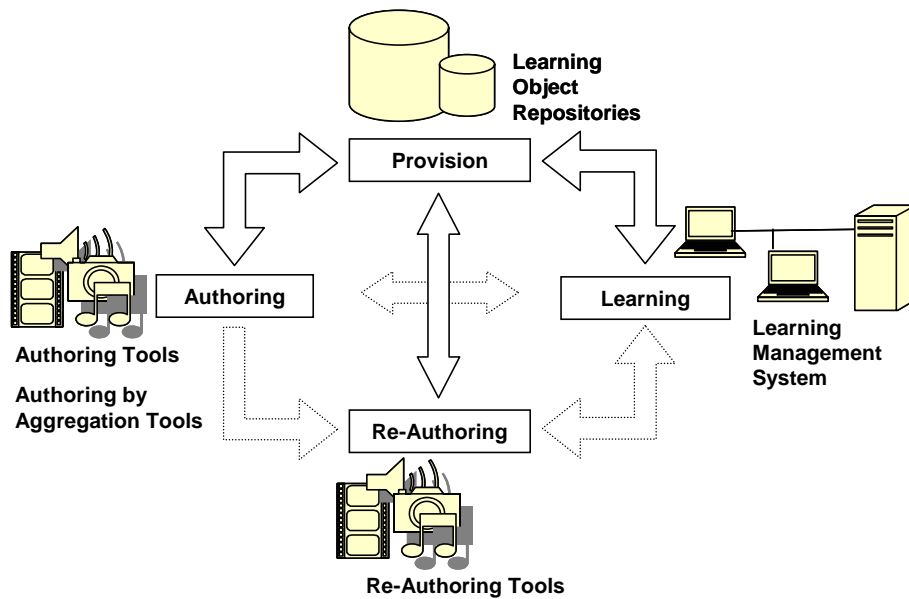 Learning
Object
Repositories
Provision
Authoring
Learning
Authoring Tools
Authoring by
Aggregation Tools
Learning
Management
System
Re-Authoring
Re-Authoring Tools